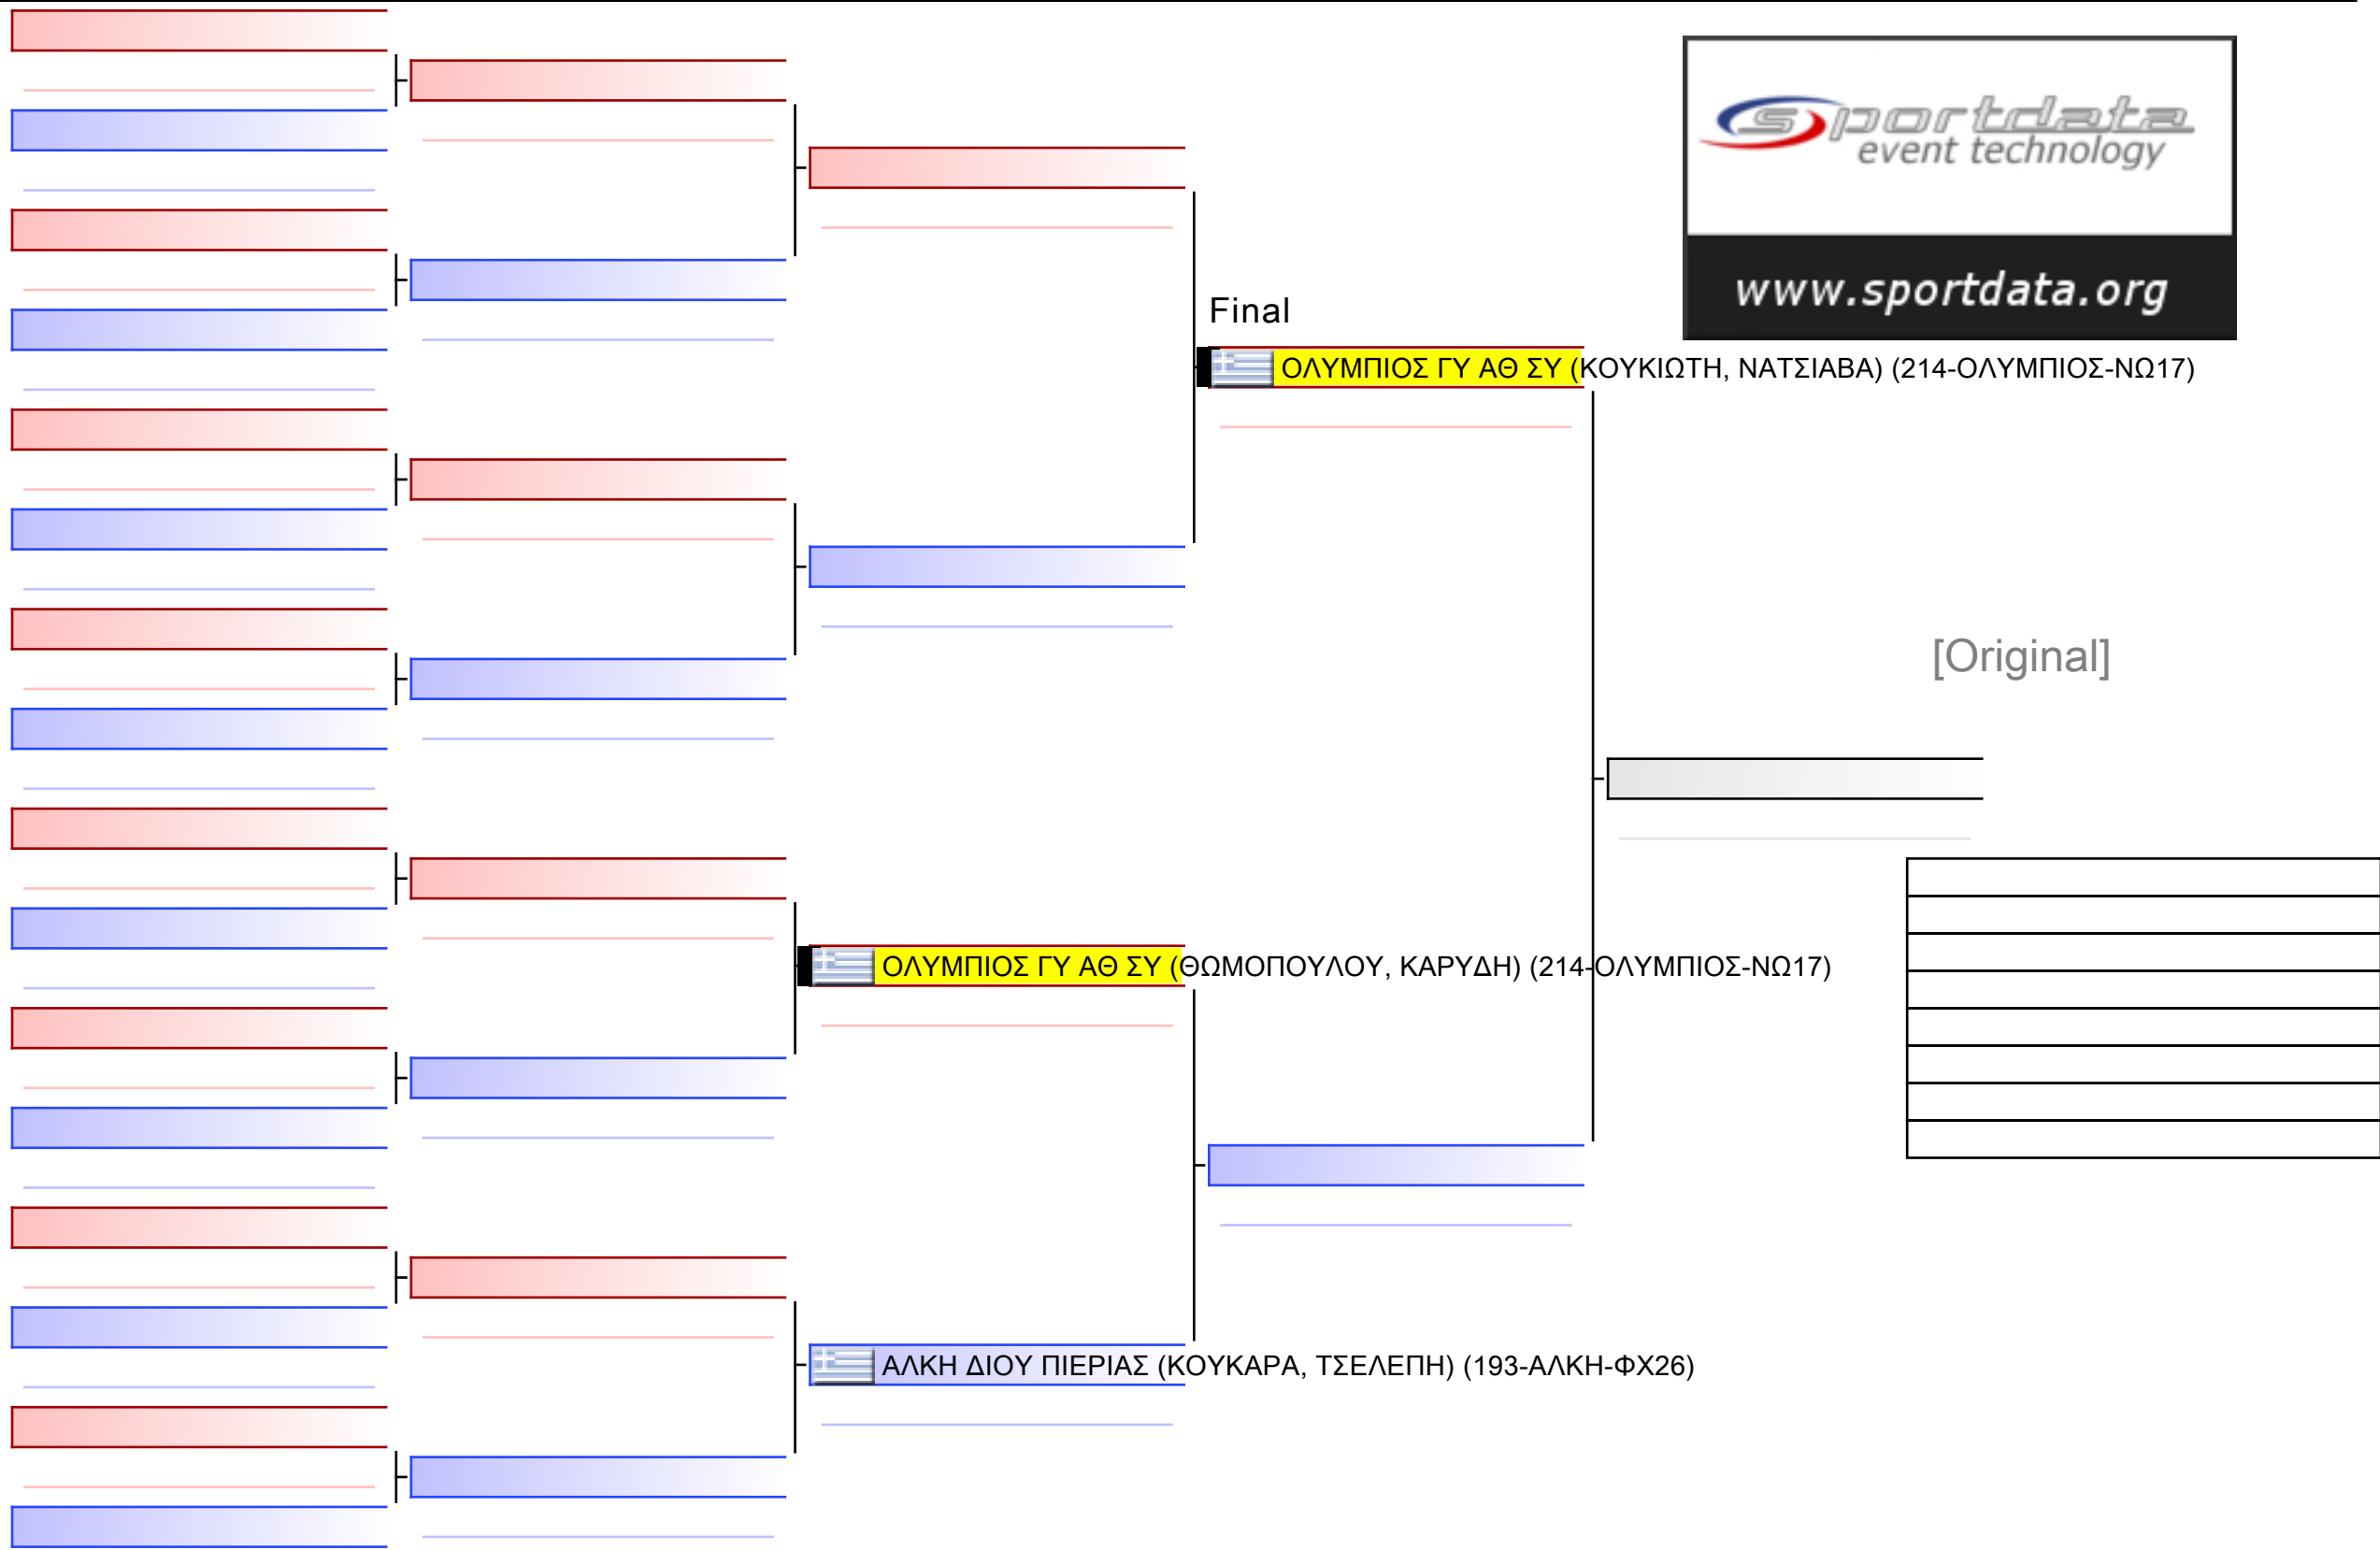 sportdata
event technology
www.sportdata.org
Final
ΟΛΥΜΠΙΟΣ ΓΥ ΑΘ ΣΥ (ΚΟΥΚΙΩΤΗ, ΝΑΤΣΙΑΒΑ) (214-ΟΛΥΜΠΙΟΣ-ΝΩ17)
[Original]
ΟΛΥΜΠΙΟΣ ΓΥ ΑΘ ΣΥ (ΘΩΜΟΠΟΥΛΟΥ, ΚΑΡΥΔΗ) (214-ΟΛΥΜΠΙΟΣ-ΝΩ17)
ΑΛΚΗ ΔΙΟΥ ΠΙΕΡΙΑΣ (ΚΟΥΚΑΡΑ, ΤΣΕΛΕΠΗ) (193-ΑΛΚΗ-ΦΧ26)